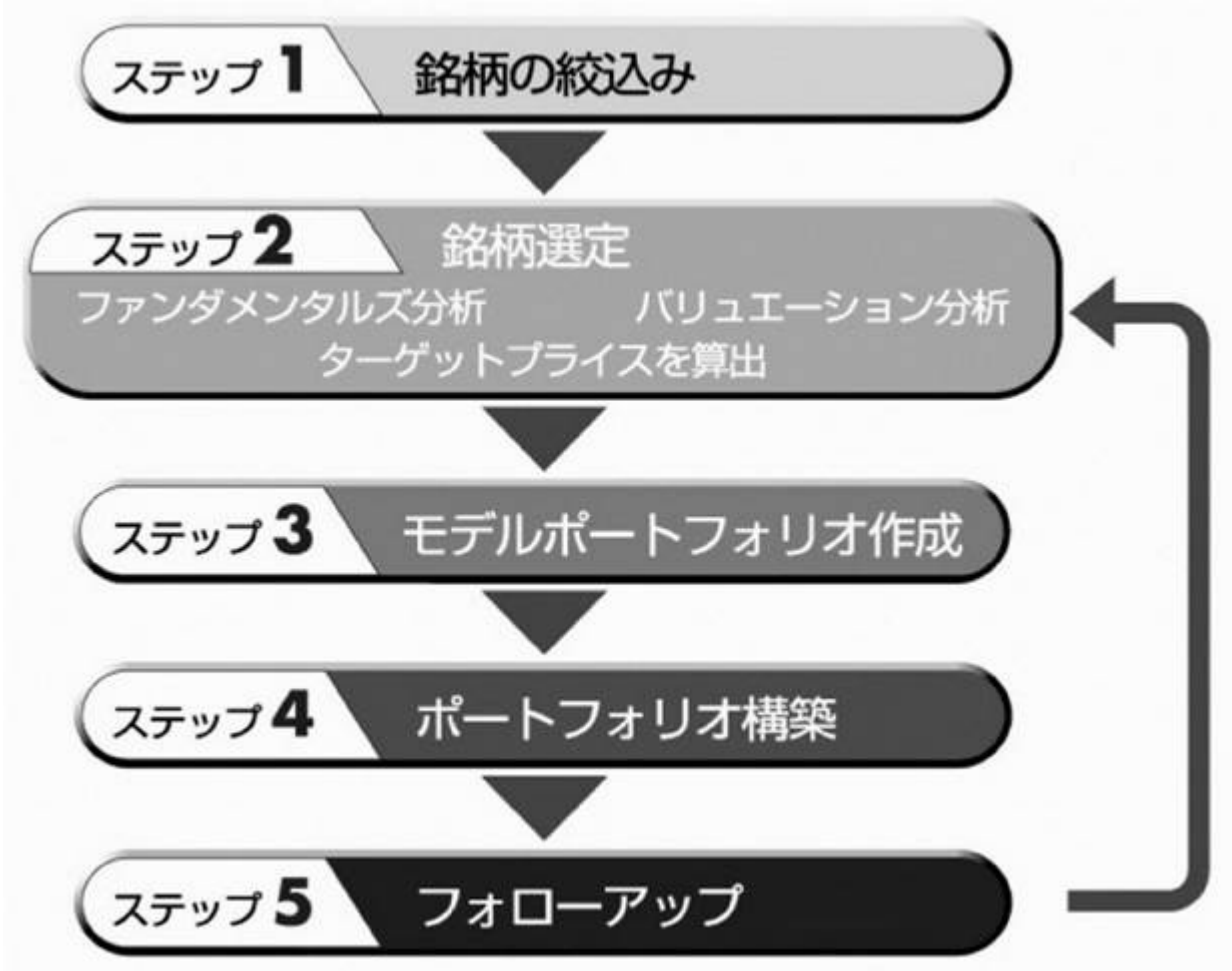 ステップ 1 銘柄の絞込み
ステップ 2 銘柄選定
ファンダメンタルズ分析 バリュエーション分析
ターゲットプライスを算出
ステップ 3 モデルポートフォリオ作成
ステップ 4 ポートフォリオ構築
ステップ 5 フォローアップ